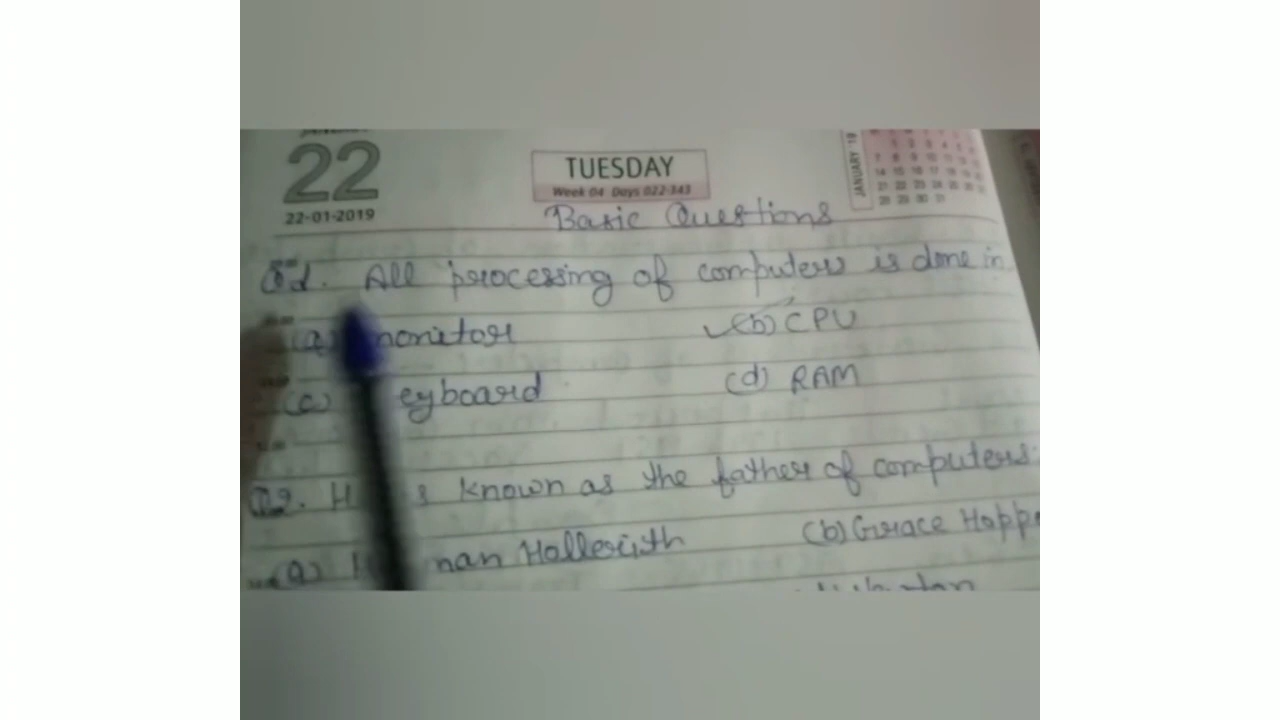 22
22-01-2019
TUESDAY
Week 04 Days 022-343
JANUARY 19
Basic Questions
Q1. All processing of computers is done in
(a) monitor
(b) CPU
(c) eyboard
(d) RAM
Q2. H s known as the father of computers.
(a) H nan Hollerith
(b) Grace Hoppe